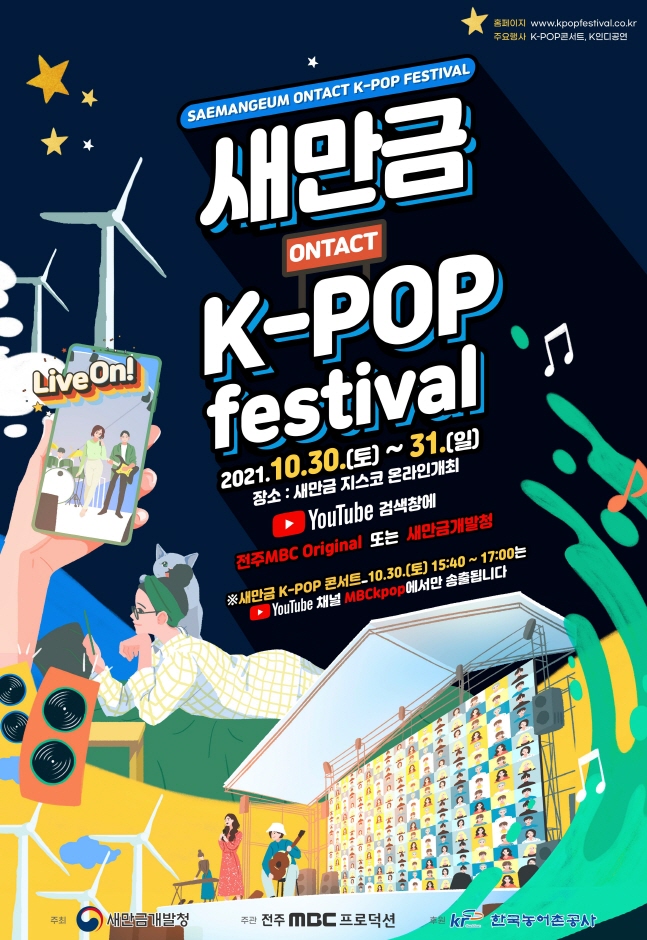 홈페이지 www.kpopfestival.co.kr
주요행사 K-POP콘서트, K인디공연
SAEMANGEUM ONTACT K-POP FESTIVAL
새만금
ONTACT
K-POP
festival
Live On!
2021.10.30.(토) ~ 31.(일)
장소 : 새만금 지스코 온라인개최
YouTube 검색창에
전주MBC Original 또는 새만금개발청
※새만금 K-POP 콘서트_10.30.(토) 15:40 ~ 17:00는
YouTube 채널 MBCkpop에서만 송출됩니다
주최 새만금개발청 주관 전주MBC프로덕션 후원 한국농어촌공사